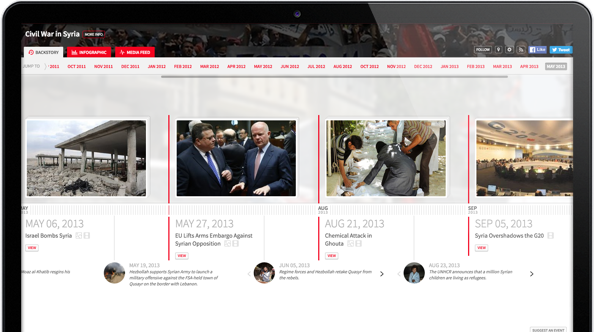 Civil War in Syria MORE INFO
BACKSTORY INFOGRAPHIC MEDIA FEED
FOLLOW Like Tweet
JUMP TO 2011 OCT 2011 NOV 2011 DEC 2011 JAN 2012 FEB 2012 MAR 2012 APR 2012 MAY 2012 JUN 2013 JUL 2012 AUG 2012 OCT 2012 NOV 2012 DEC 2012 JAN 2013 FEB 2013 MAR 2013 APR 2013 MAY 2013
AUG SEP
2013 2013
MAY 06, 2013
Israel Bombs Syria
VIEW
MAY 27, 2013
EU Lifts Arms Embargo Against
Syrian Opposition
VIEW
AUG 21, 2013
Chemical Attack in
Ghouta
VIEW
SEP 05, 2013
Syria Overshadows the G20
VIEW
al-Khatib resigns his
MAY 19, 2013
Hezbollah supports Syrian Army to launch a
military offensive against the FSA-held town of
Qusayr on the border with Lebanon.
JUN 05, 2013
Regime forces and Hezbollah retake Qusayr from
the rebels.
AUG 23, 2013
The UNHCR announces that a million Syrian
children are living as refugees.
SUGGEST AN EVENT